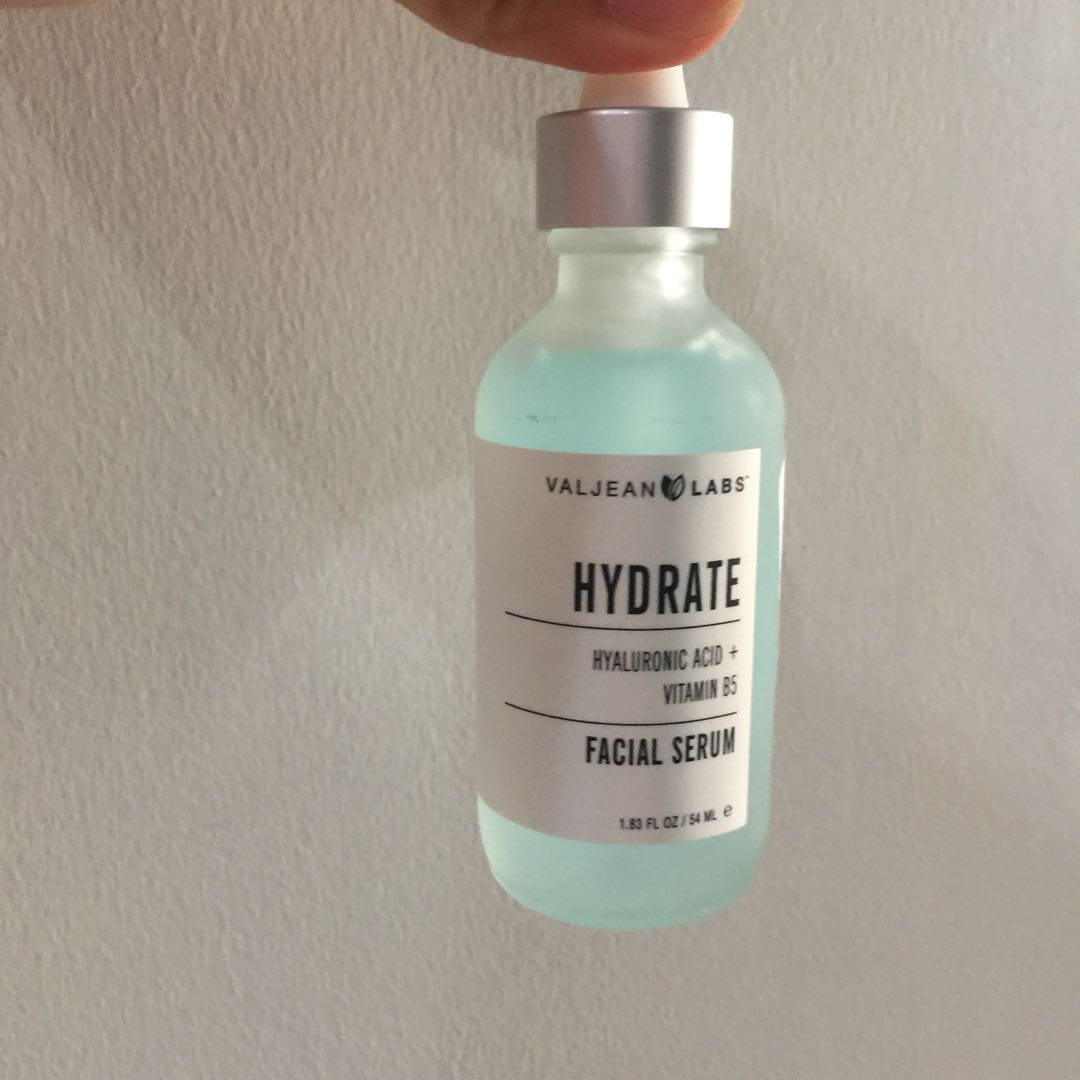 VALJEAN LABS™
HYDRATE
HYALURONIC ACID +
VITAMIN B5
FACIAL SERUM
1.83 FL OZ / 54 ML ℮